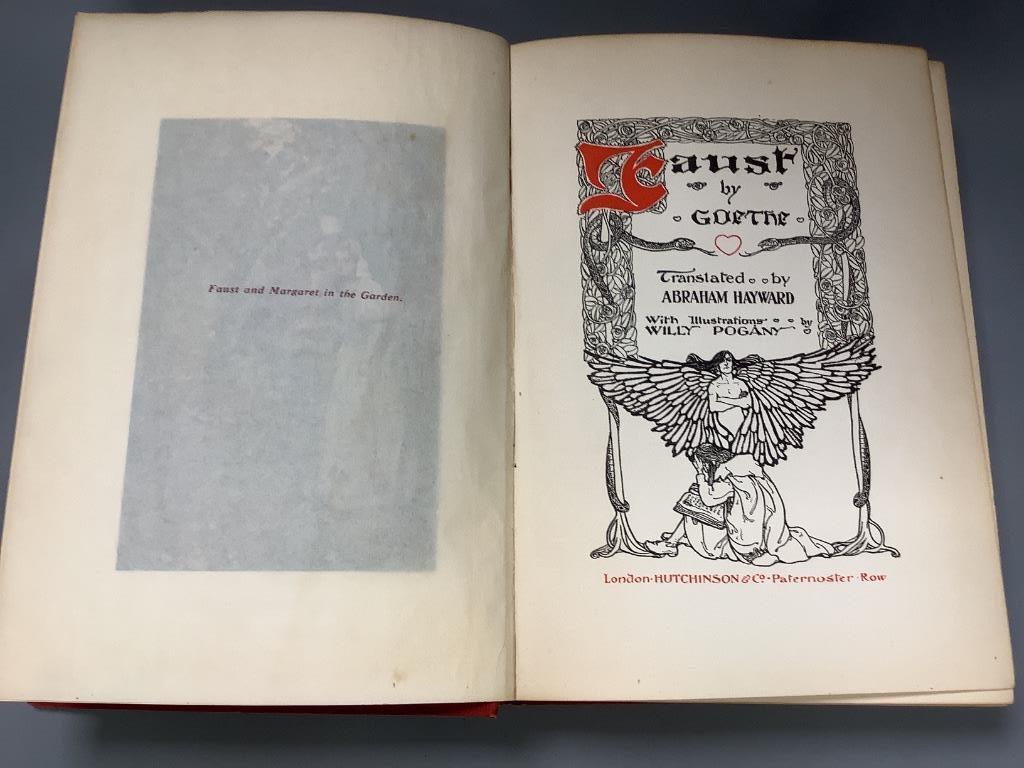 Faust and Margaret in the Garden.
Faust
by
GOETHE
Translated by
ABRAHAM HAYWARD
With Illustrations by
WILLY POGÁNY
London·HUTCHINSON & Cº·Paternoster·Row